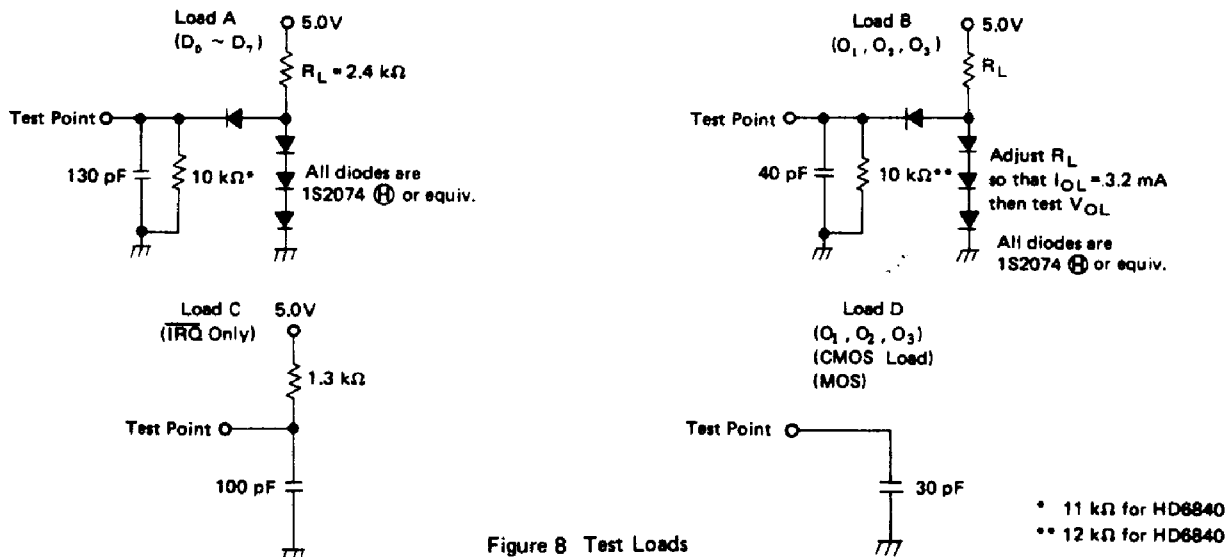 Load A
(D₀ ~ D₇)
5.0V
R_L = 2.4 kΩ
Test Point
130 pF
10 kΩ*
All diodes are
1S2074 Ⓗ or equiv.
Load B
(O₁, O₂, O₃)
5.0V
R_L
Test Point
40 pF
10 kΩ**
Adjust R_L
so that I_OL = 3.2 mA
then test V_OL
All diodes are
1S2074 Ⓗ or equiv.
Load C
(I̅R̅Q̅ Only)
5.0V
1.3 kΩ
Test Point
100 pF
Load D
(O₁, O₂, O₃)
(CMOS Load)
(MOS)
Test Point
30 pF
* 11 kΩ for HD6840
** 12 kΩ for HD6840
Figure 8 Test Loads